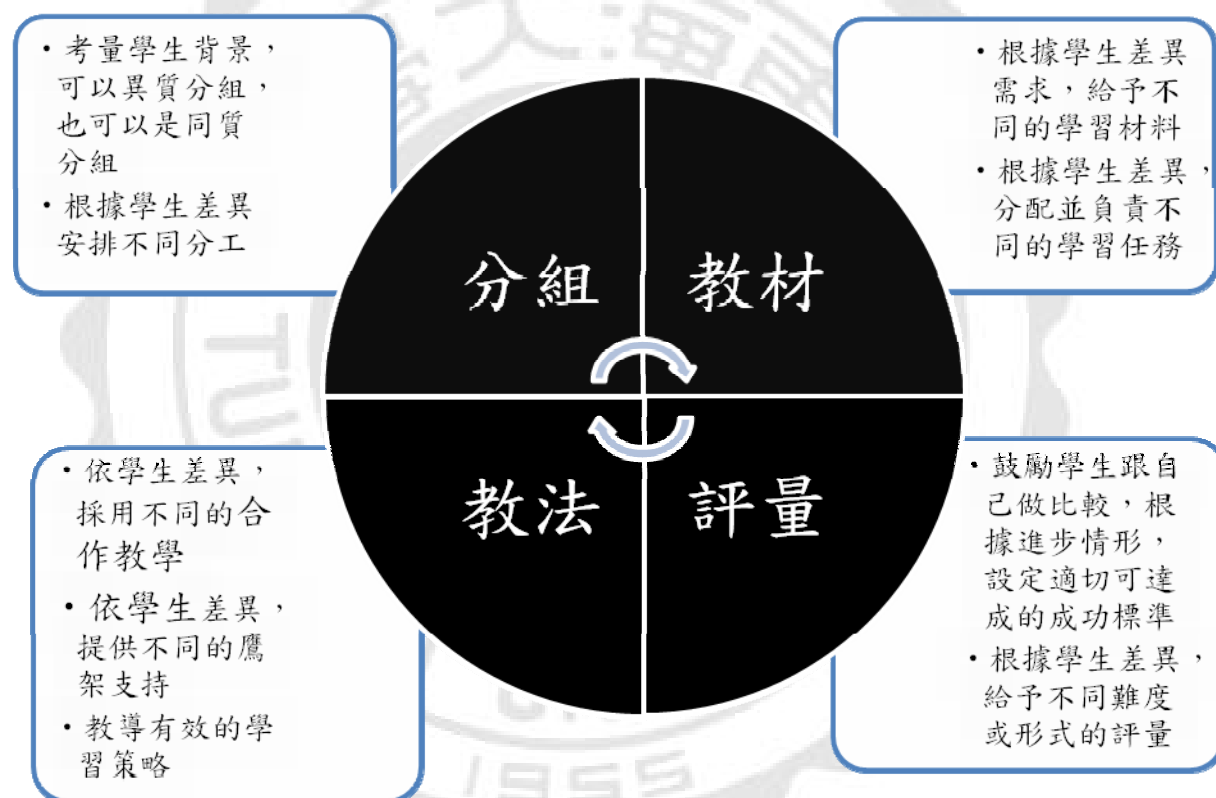 • 考量學生背景，
可以異質分組，
也可以是同質
分組
• 根據學生差異
安排不同分工
• 根據學生差異
需求，給予不
同的學習材料
• 根據學生差異，
分配並負責不
同的學習任務
分組
教材
教法
評量
• 依學生差異，
採用不同的合
作教學
• 依學生差異，
提供不同的鷹
架支持
• 教導有效的學
習策略
• 鼓勵學生跟自
己做比較，根
據進步情形，
設定適切可達
成的成功標準
• 根據學生差異，
給予不同難度
或形式的評量
1955